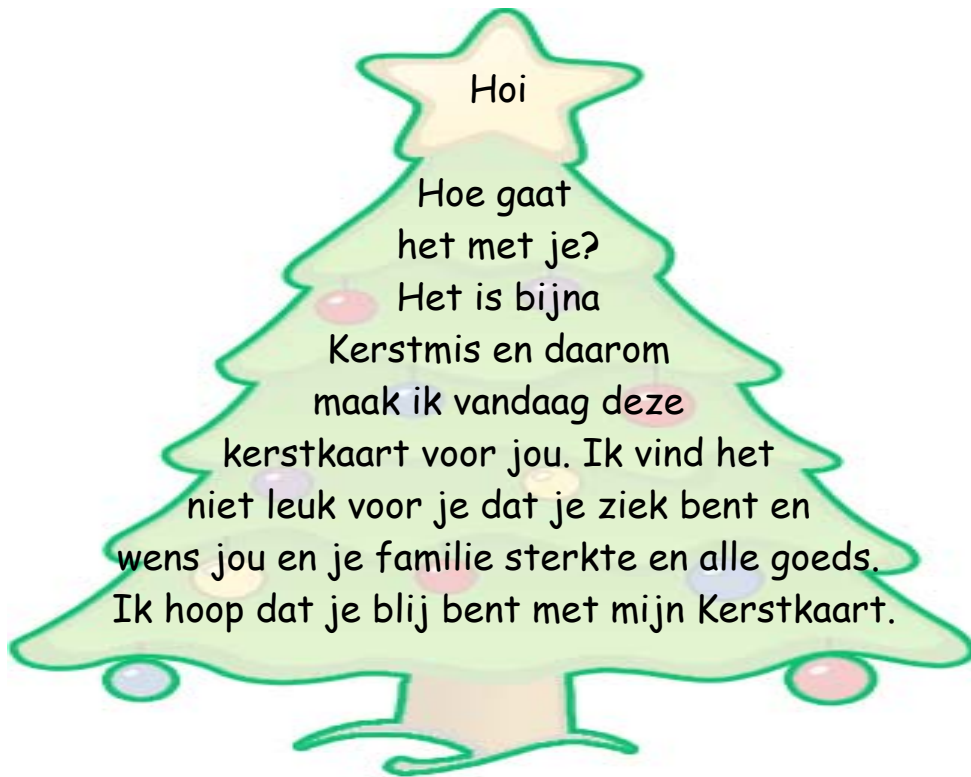 Hoi
Hoe gaat
het met je?
Het is bijna
Kerstmis en daarom
maak ik vandaag deze
kerstkaart voor jou. Ik vind het
niet leuk voor je dat je ziek bent en
wens jou en je familie sterkte en alle goeds.
Ik hoop dat je blij bent met mijn Kerstkaart.